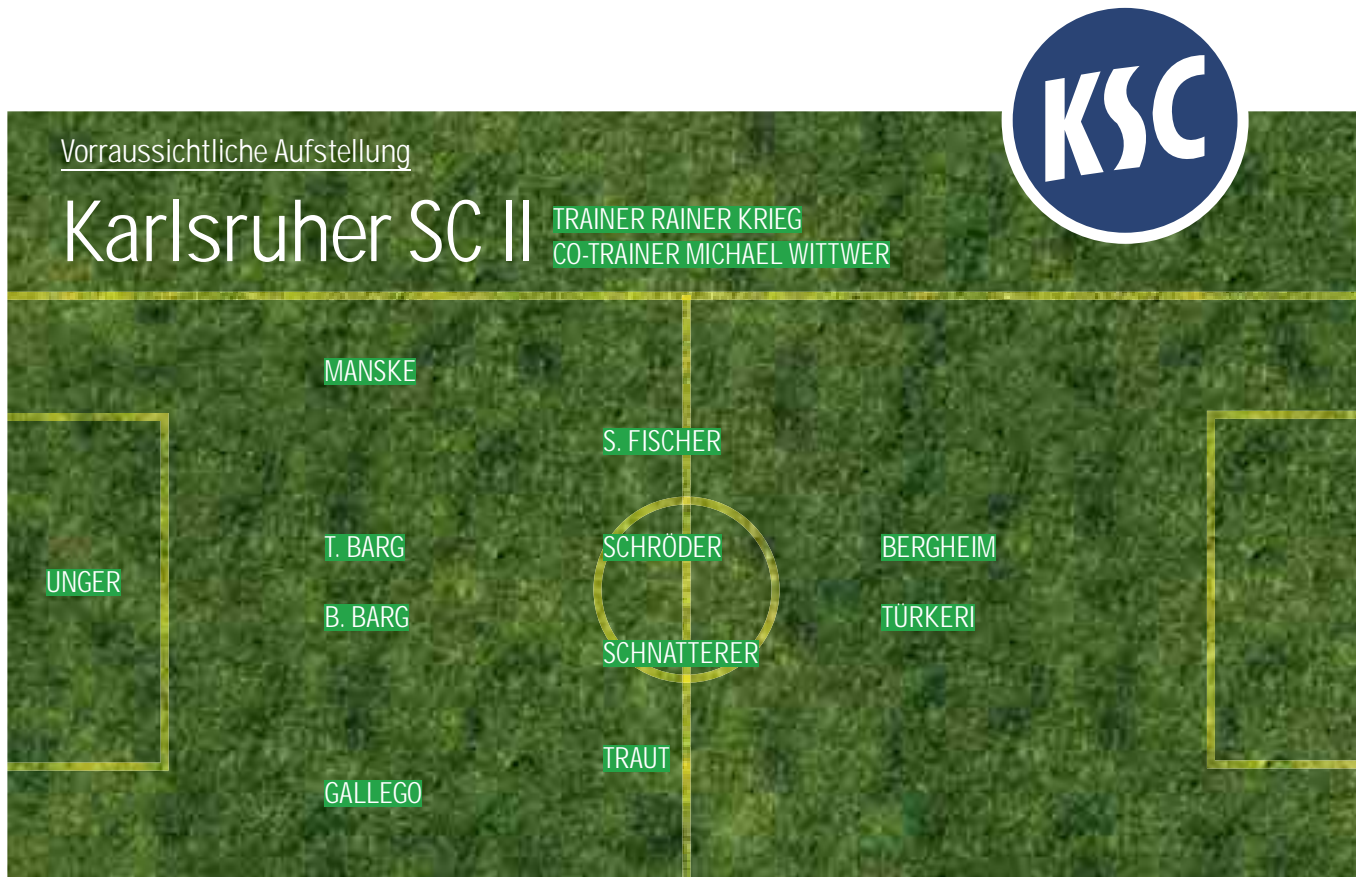 KSC
Vorraussichtliche Aufstellung
Karlsruher SC II
TRAINER RAINER KRIEG
CO-TRAINER MICHAEL WITTWER
MANSKE
S. FISCHER
T. BARG
SCHRÖDER
BERGHEIM
UNGER
B. BARG
TÜRKERI
SCHNATTERER
TRAUT
GALLEGO